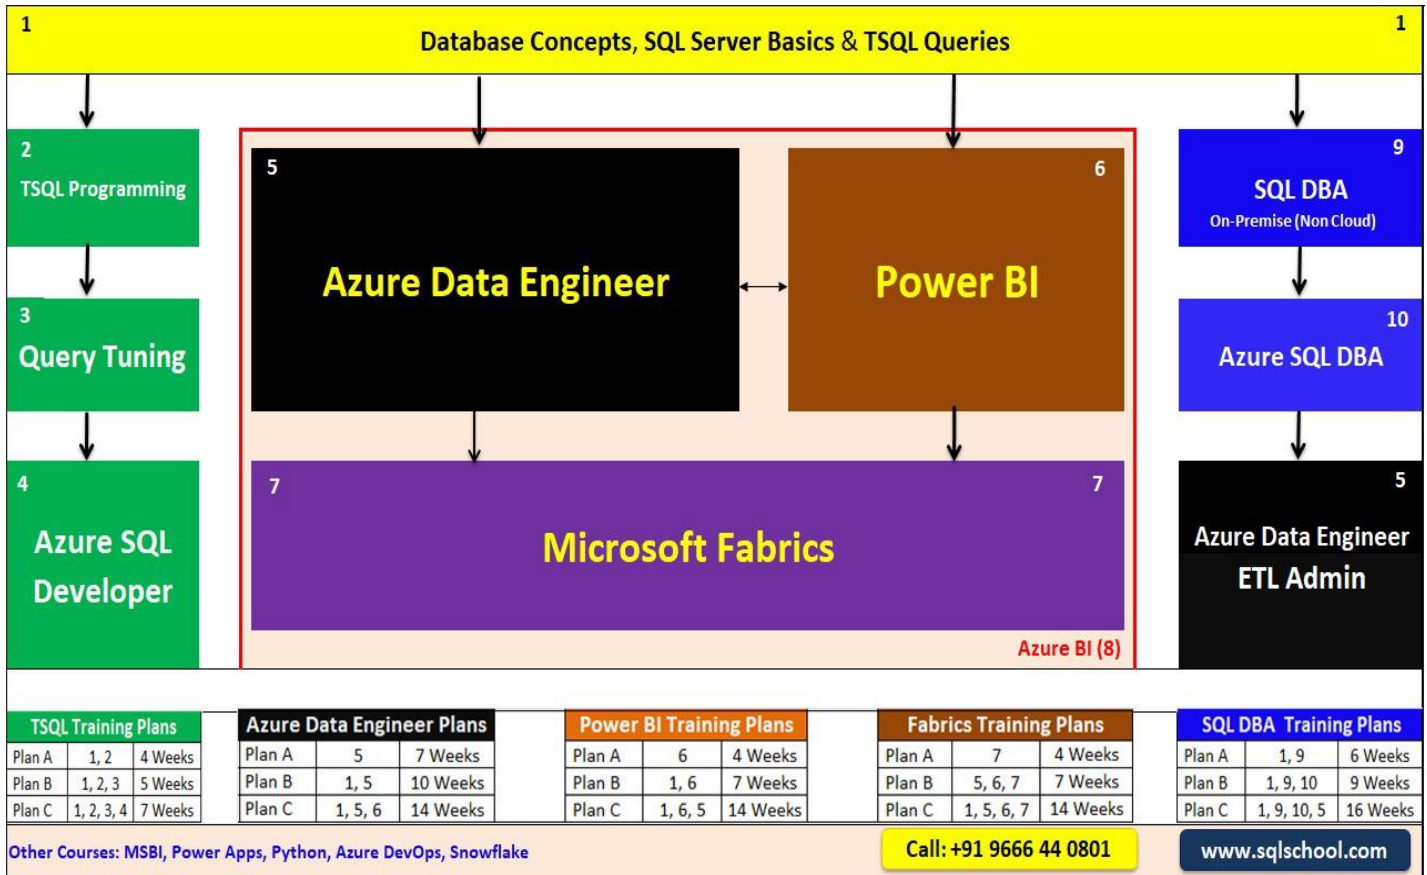 1
1
Database Concepts, SQL Server Basics & TSQL Queries
2
TSQL Programming
3
Query Tuning
4
Azure SQL
Developer
5
Azure Data Engineer
6
Power BI
7
7
Microsoft Fabrics
Azure BI (8)
9
SQL DBA
On-Premise (Non Cloud)
10
Azure SQL DBA
5
Azure Data Engineer
ETL Admin
TSQL Training Plans
Plan A 1, 2 4 Weeks
Plan B 1, 2, 3 5 Weeks
Plan C 1, 2, 3, 4 7 Weeks
Azure Data Engineer Plans
Plan A 5 7 Weeks
Plan B 1, 5 10 Weeks
Plan C 1, 5, 6 14 Weeks
Power BI Training Plans
Plan A 6 4 Weeks
Plan B 1, 6 7 Weeks
Plan C 1, 6, 5 14 Weeks
Fabrics Training Plans
Plan A 7 4 Weeks
Plan B 5, 6, 7 7 Weeks
Plan C 1, 5, 6, 7 14 Weeks
SQL DBA Training Plans
Plan A 1, 9 6 Weeks
Plan B 1, 9, 10 9 Weeks
Plan C 1, 9, 10, 5 16 Weeks
Other Courses: MSBI, Power Apps, Python, Azure DevOps, Snowflake
Call: +91 9666 44 0801
www.sqlschool.com